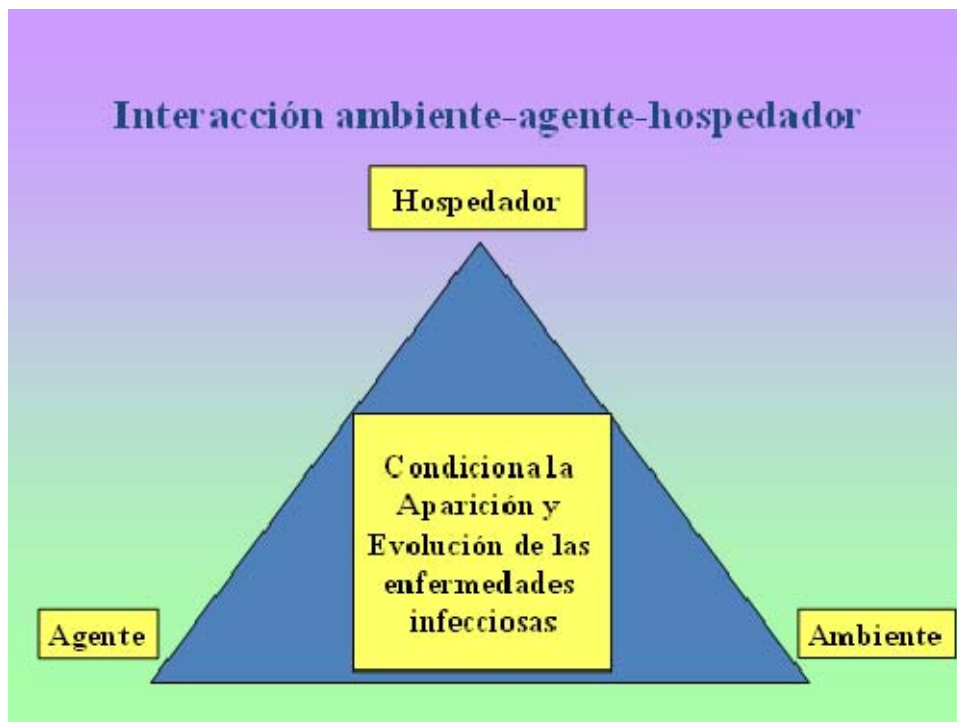 Interacción ambiente-agente-hospedador
Hospedador
Condiciona la
Aparición y
Evolución de las
enfermedades
infecciosas
Agente
Ambiente